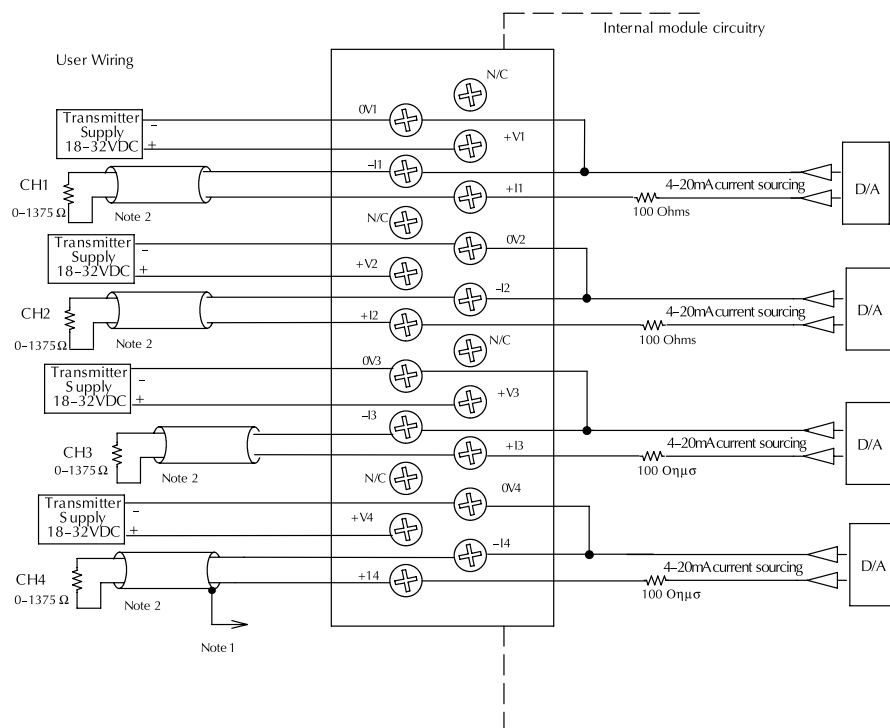 Internal module circuitry
User Wiring
N/C
Transmitter
Supply
18–32VDC
–
+
0V1
+V1
–I1
CH1
0–1375 Ω
Note 2
+I1
4–20mA current sourcing
100 Ohms
D/A
N/C
Transmitter
Supply
18–32VDC
–
+
0V2
+V2
–I2
CH2
0–1375 Ω
Note 2
+I2
4–20mA current sourcing
100 Ohms
D/A
N/C
Transmitter
Supply
18–32VDC
–
+
0V3
+V3
–I3
CH3
0–1375 Ω
Note 2
+I3
4–20mA current sourcing
100 Οημσ
D/A
N/C
Transmitter
Supply
18–32VDC
–
+
0V4
+V4
–I4
CH4
0–1375 Ω
Note 2
+14
4–20mA current sourcing
100 Οημσ
D/A
Note 1